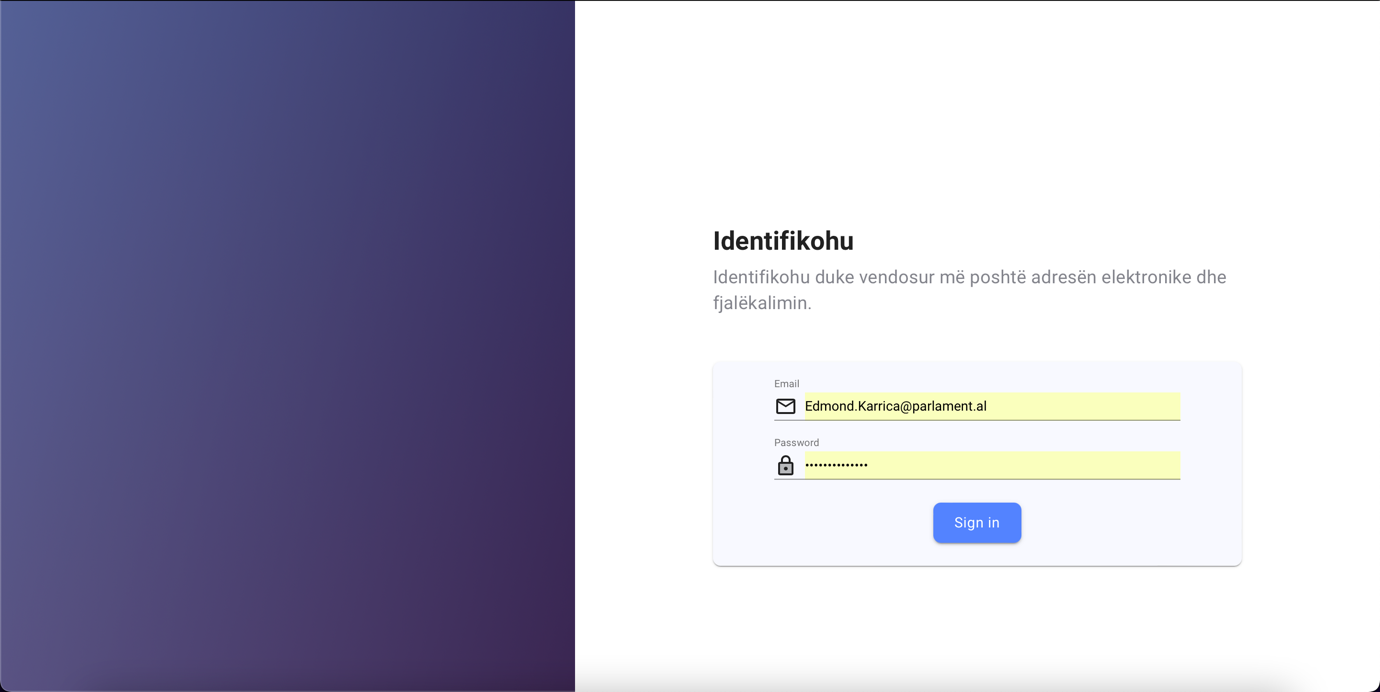 Identifikohu
Identifikohu duke vendosur më poshtë adresën elektronike dhe
fjalëkalimin.
Email
Edmond.Karrica@parlament.al
Password
••••••••••••••
Sign in